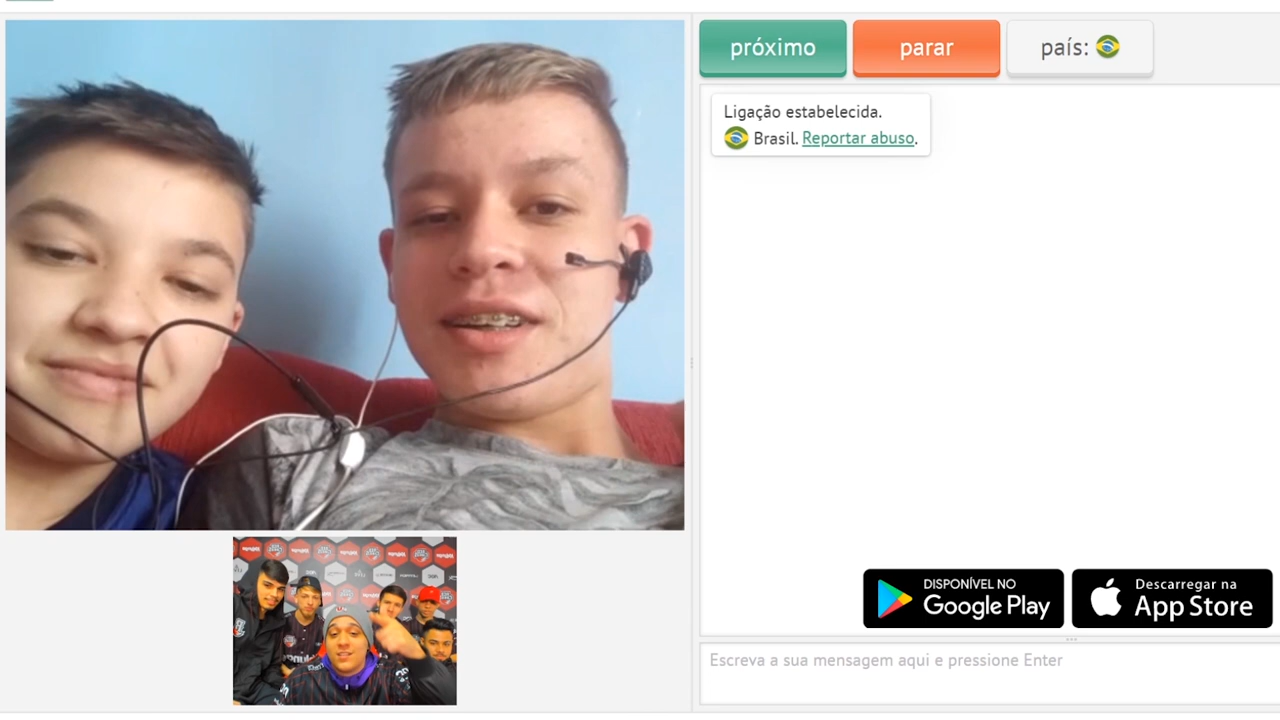 próximo
parar
país:
Ligação estabelecida.
Brasil. Reportar abuso.
DISPONÍVEL NO
Google Play
Descarregar na
App Store
Escreva a sua mensagem aqui e pressione Enter